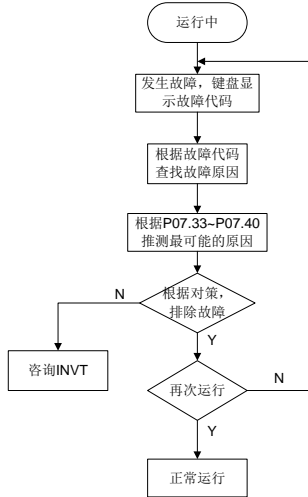 运行中
发生故障，键盘显
示故障代码
根据故障代码
查找故障原因
根据P07.33~P07.40
推测最可能的原因
根据对策，
排除故障
N
Y
咨询INVT
再次运行
N
Y
正常运行